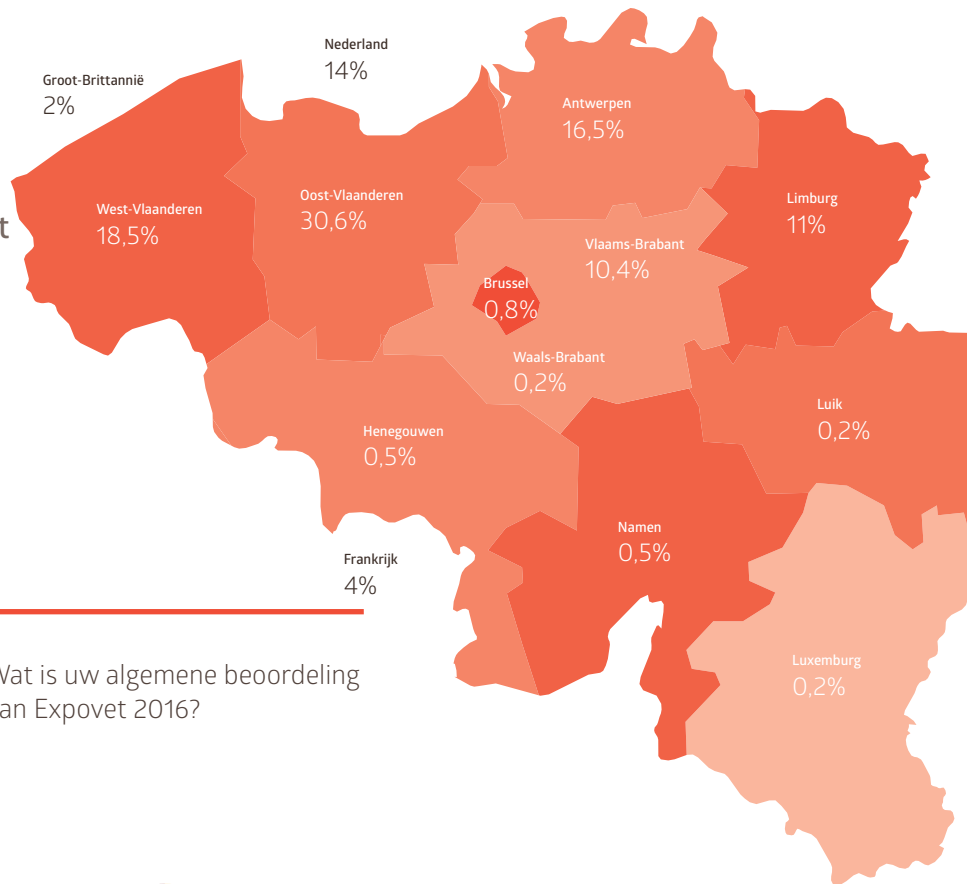 Nederland
14%
Groot-Brittannië
2%
Antwerpen
16,5%
West-Vlaanderen
18,5%
Oost-Vlaanderen
30,6%
Limburg
11%
Vlaams-Brabant
10,4%
Brussel
0,8%
Waals-Brabant
0,2%
Luik
0,2%
Henegouwen
0,5%
Namen
0,5%
Frankrijk
4%
Luxemburg
0,2%
Wat is uw algemene beoordeling
an Expovet 2016?